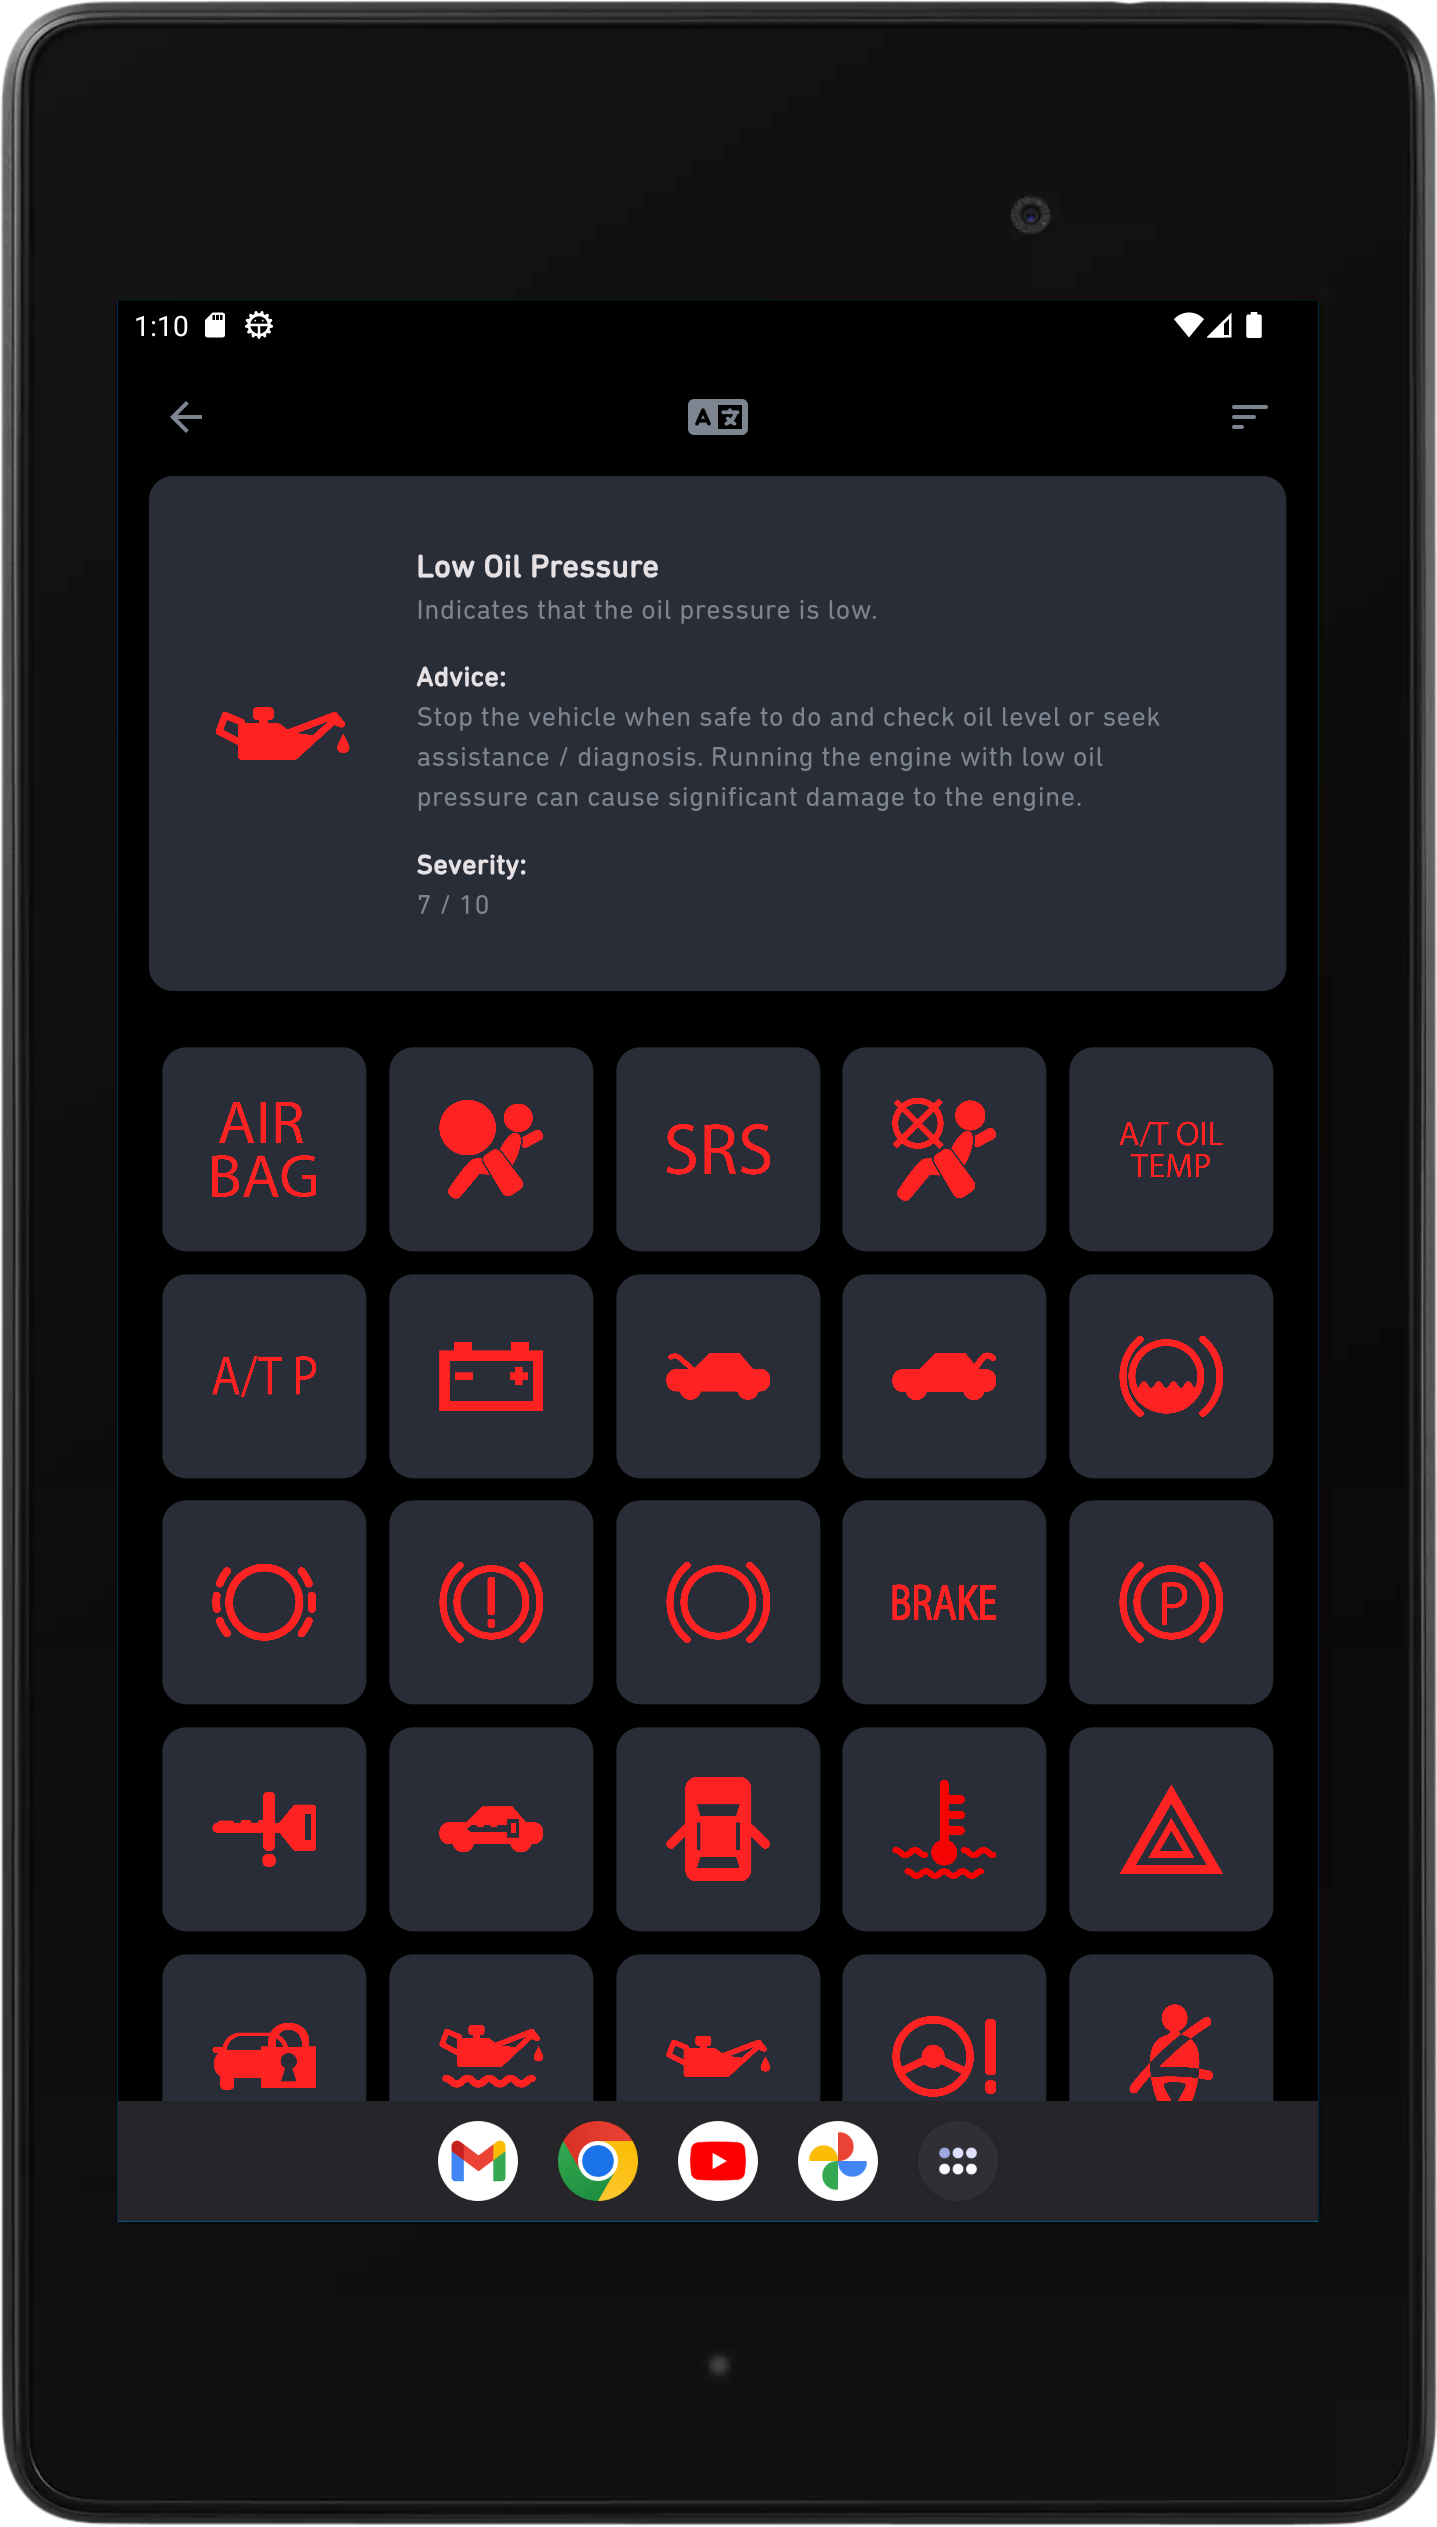 1:10
A 文
Low Oil Pressure
Indicates that the oil pressure is low.
Advice:
Stop the vehicle when safe to do and check oil level or seek
assistance / diagnosis. Running the engine with low oil
pressure can cause significant damage to the engine.
Severity:
7 / 10
AIR
BAG
SRS
A/T OIL
TEMP
A/T P
!
BRAKE
P
!